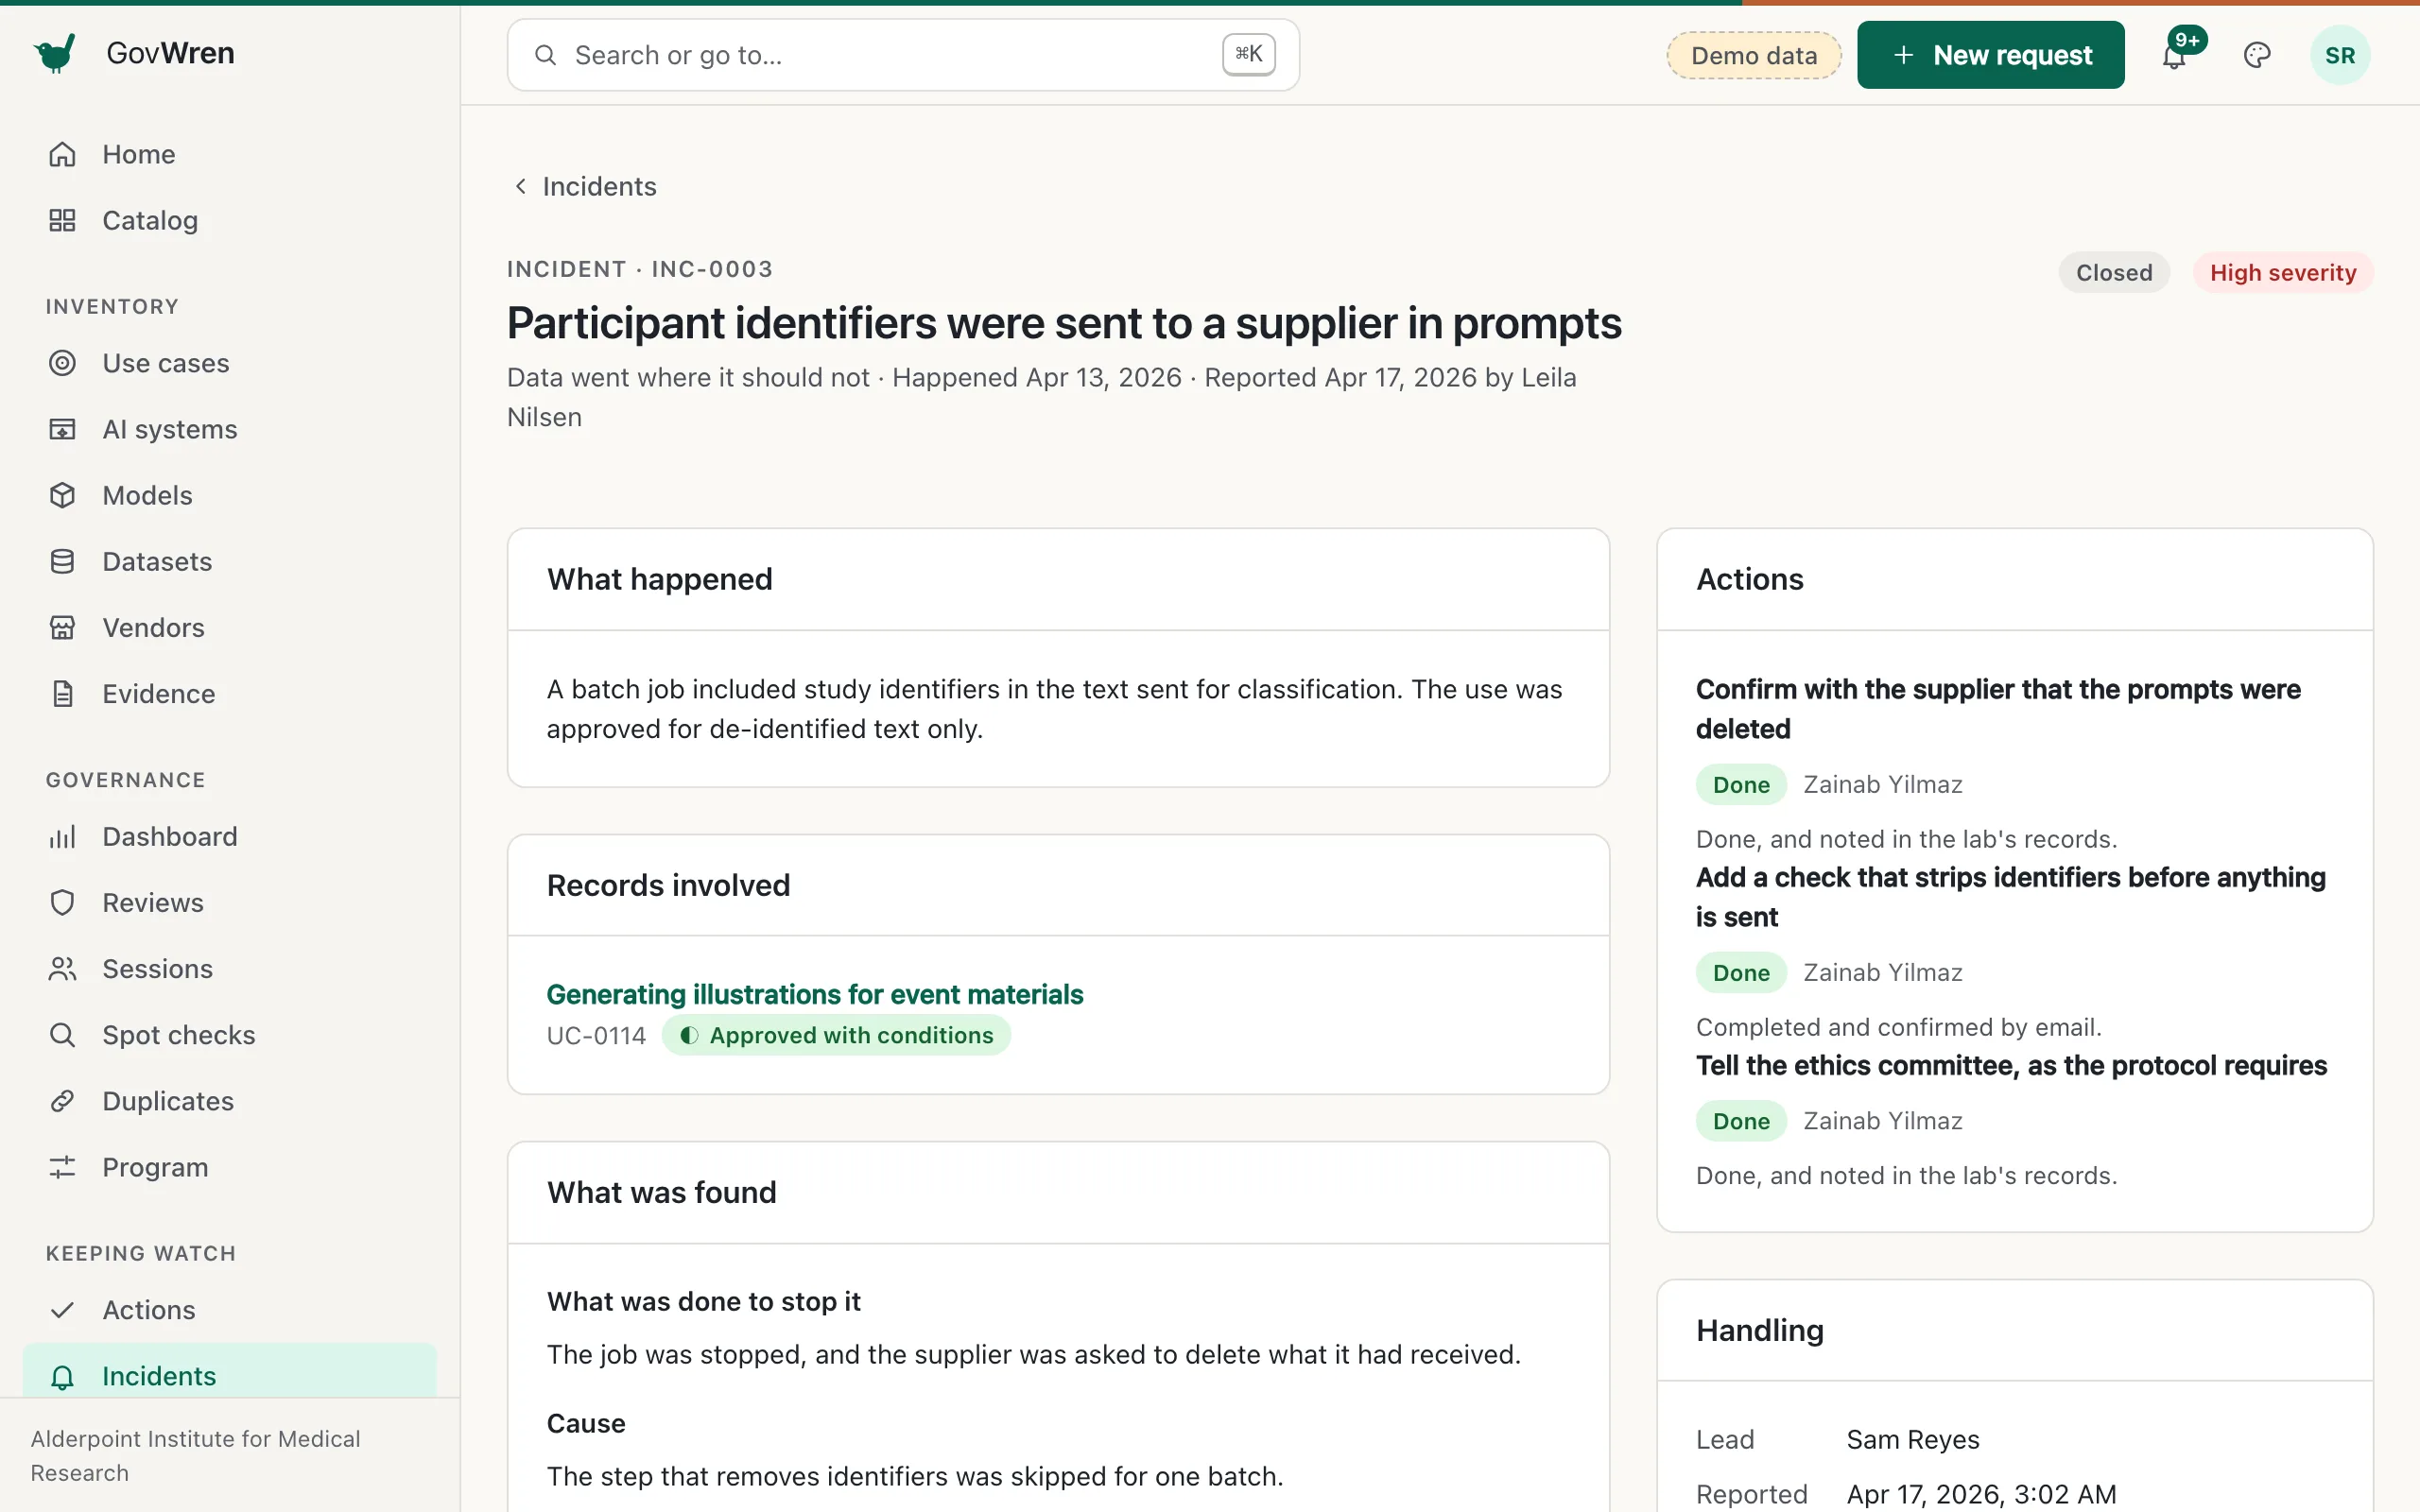 GovWren
Search or go to...
⌘K
Demo data
+ New request
9+
SR
Home
Catalog
INVENTORY
Use cases
AI systems
Models
Datasets
Vendors
Evidence
GOVERNANCE
Dashboard
Reviews
Sessions
Spot checks
Duplicates
Program
KEEPING WATCH
Actions
Incidents
Alderpoint Institute for Medical
Research
Incidents
INCIDENT · INC-0003
Closed
High severity
Participant identifiers were sent to a supplier in prompts
Data went where it should not · Happened Apr 13, 2026 · Reported Apr 17, 2026 by Leila
Nilsen
What happened
A batch job included study identifiers in the text sent for classification. The use was
approved for de-identified text only.
Records involved
Generating illustrations for event materials
UC-0114
Approved with conditions
What was found
What was done to stop it
The job was stopped, and the supplier was asked to delete what it had received.
Cause
The step that removes identifiers was skipped for one batch.
Actions
Confirm with the supplier that the prompts were
deleted
Done Zainab Yilmaz
Done, and noted in the lab's records.
Add a check that strips identifiers before anything
is sent
Done Zainab Yilmaz
Completed and confirmed by email.
Tell the ethics committee, as the protocol requires
Done Zainab Yilmaz
Done, and noted in the lab's records.
Handling
Lead Sam Reyes
Reported Apr 17, 2026, 3:02 AM